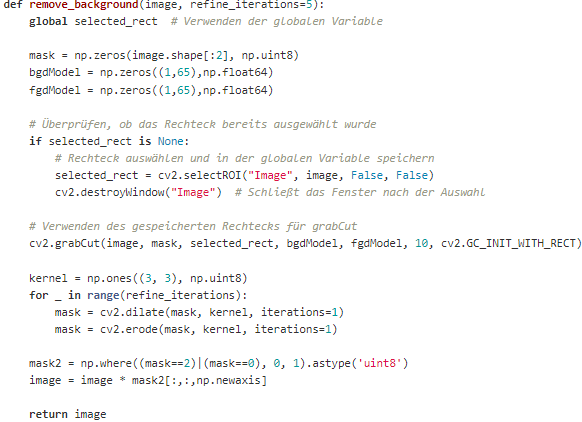 def remove_background(image, refine_iterations=5):
    global selected_rect  # Verwenden der globalen Variable

    mask = np.zeros(image.shape[:2], np.uint8)
    bgdModel = np.zeros((1,65),np.float64)
    fgdModel = np.zeros((1,65),np.float64)

    # Überprüfen, ob das Rechteck bereits ausgewählt wurde
    if selected_rect is None:
        # Rechteck auswählen und in der globalen Variable speichern
        selected_rect = cv2.selectROI("Image", image, False, False)
        cv2.destroyWindow("Image")  # Schließt das Fenster nach der Auswahl

    # Verwenden des gespeicherten Rechtecks für grabCut
    cv2.grabCut(image, mask, selected_rect, bgdModel, fgdModel, 10, cv2.GC_INIT_WITH_RECT)

    kernel = np.ones((3, 3), np.uint8)
    for _ in range(refine_iterations):
        mask = cv2.dilate(mask, kernel, iterations=1)
        mask = cv2.erode(mask, kernel, iterations=1)

    mask2 = np.where((mask==2)|(mask==0), 0, 1).astype('uint8')
    image = image * mask2[:,:,np.newaxis]

    return image